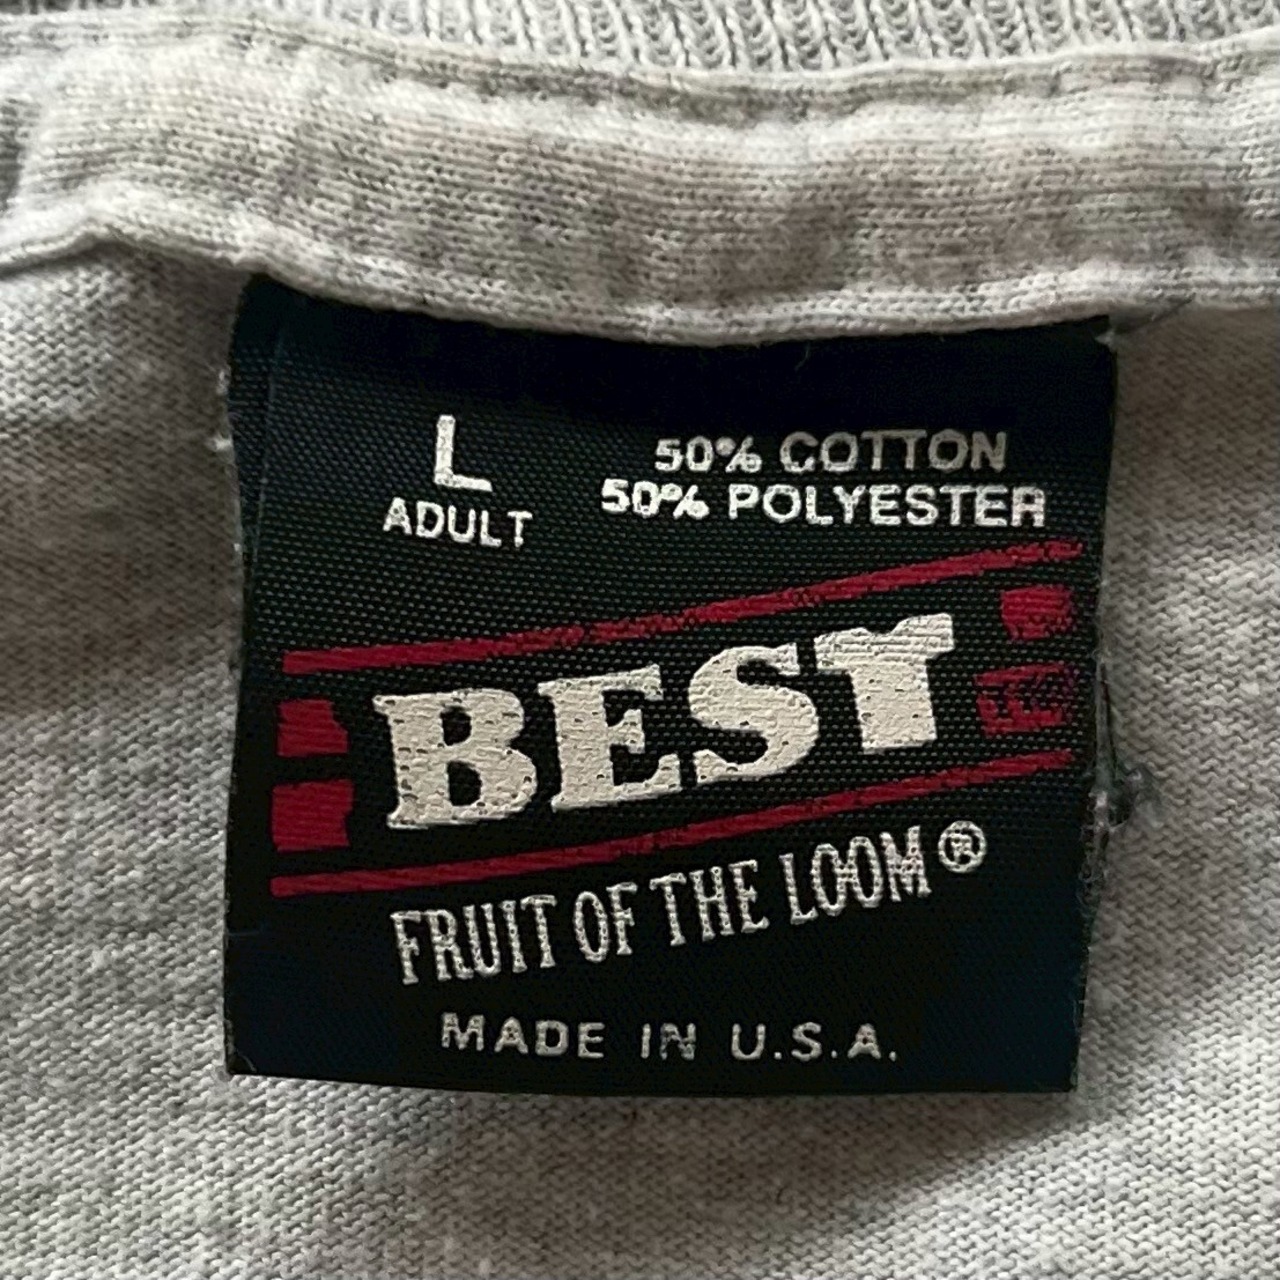 L
ADULT
50% COTTON
50% POLYESTER
BEST
FRUIT OF THE LOOM®
MADE IN U.S.A.